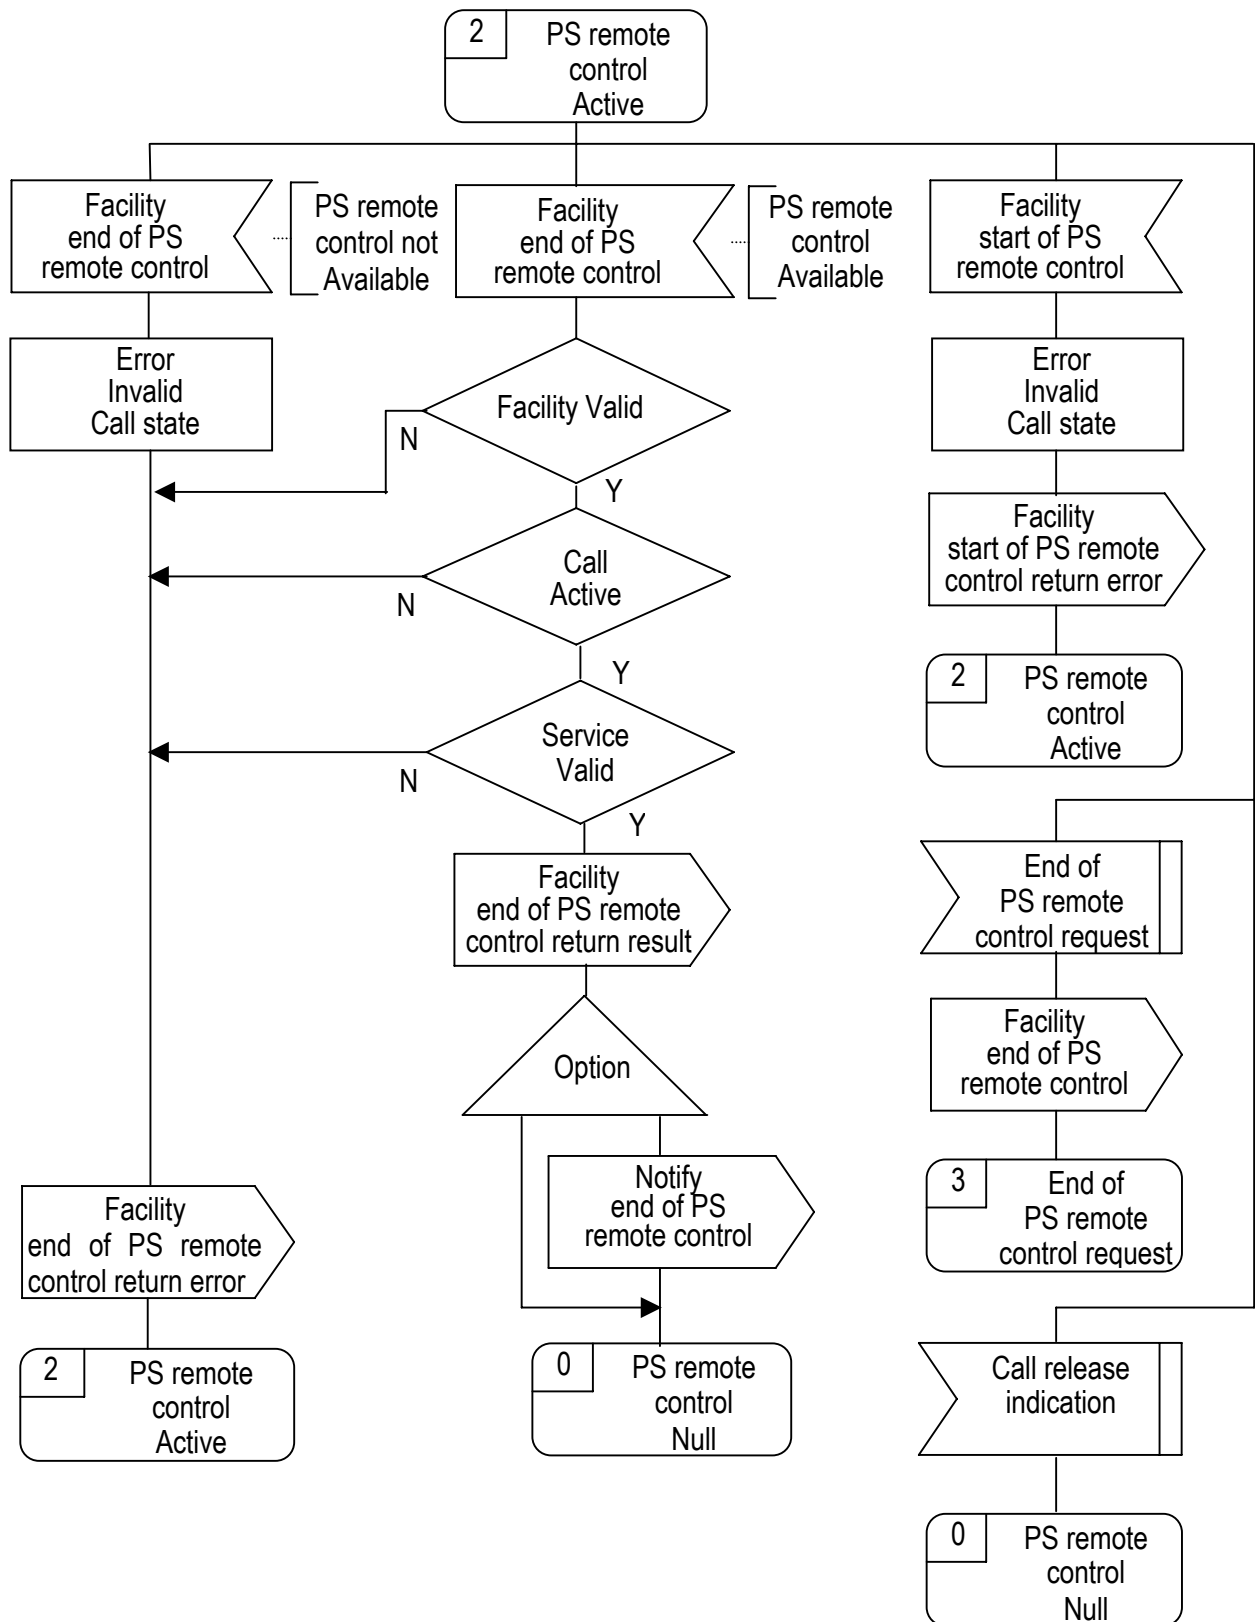 2
PS remote
control
Active
Facility
end of PS
remote control
PS remote
control not
Available
Facility
end of PS
remote control
PS remote
control
Available
Facility
start of PS
remote control
Error
Invalid
Call state
Facility Valid
N
Y
Error
Invalid
Call state
Call
Active
N
Y
Facility
start of PS remote
control return error
Service
Valid
N
Y
2
PS remote
control
Active
Facility
end of PS remote
control return result
End of
PS remote
control request
Option
Facility
end of PS
remote control
Notify
end of PS
remote control
3
End of
PS remote
control request
Facility
end of PS remote
control return error
2
PS remote
control
Active
0
PS remote
control
Null
Call release
indication
0
PS remote
control
Null